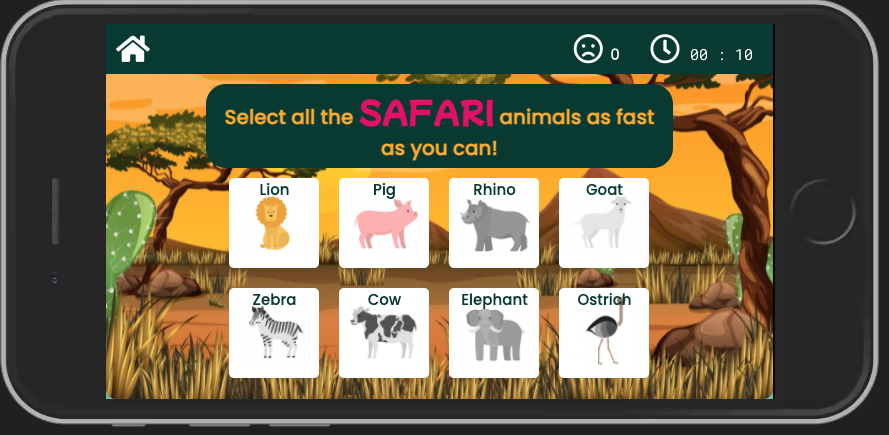 0 00 : 10
Select all the SAFARI animals as fast
as you can!
Lion Pig Rhino Goat
Zebra Cow Elephant Ostrich